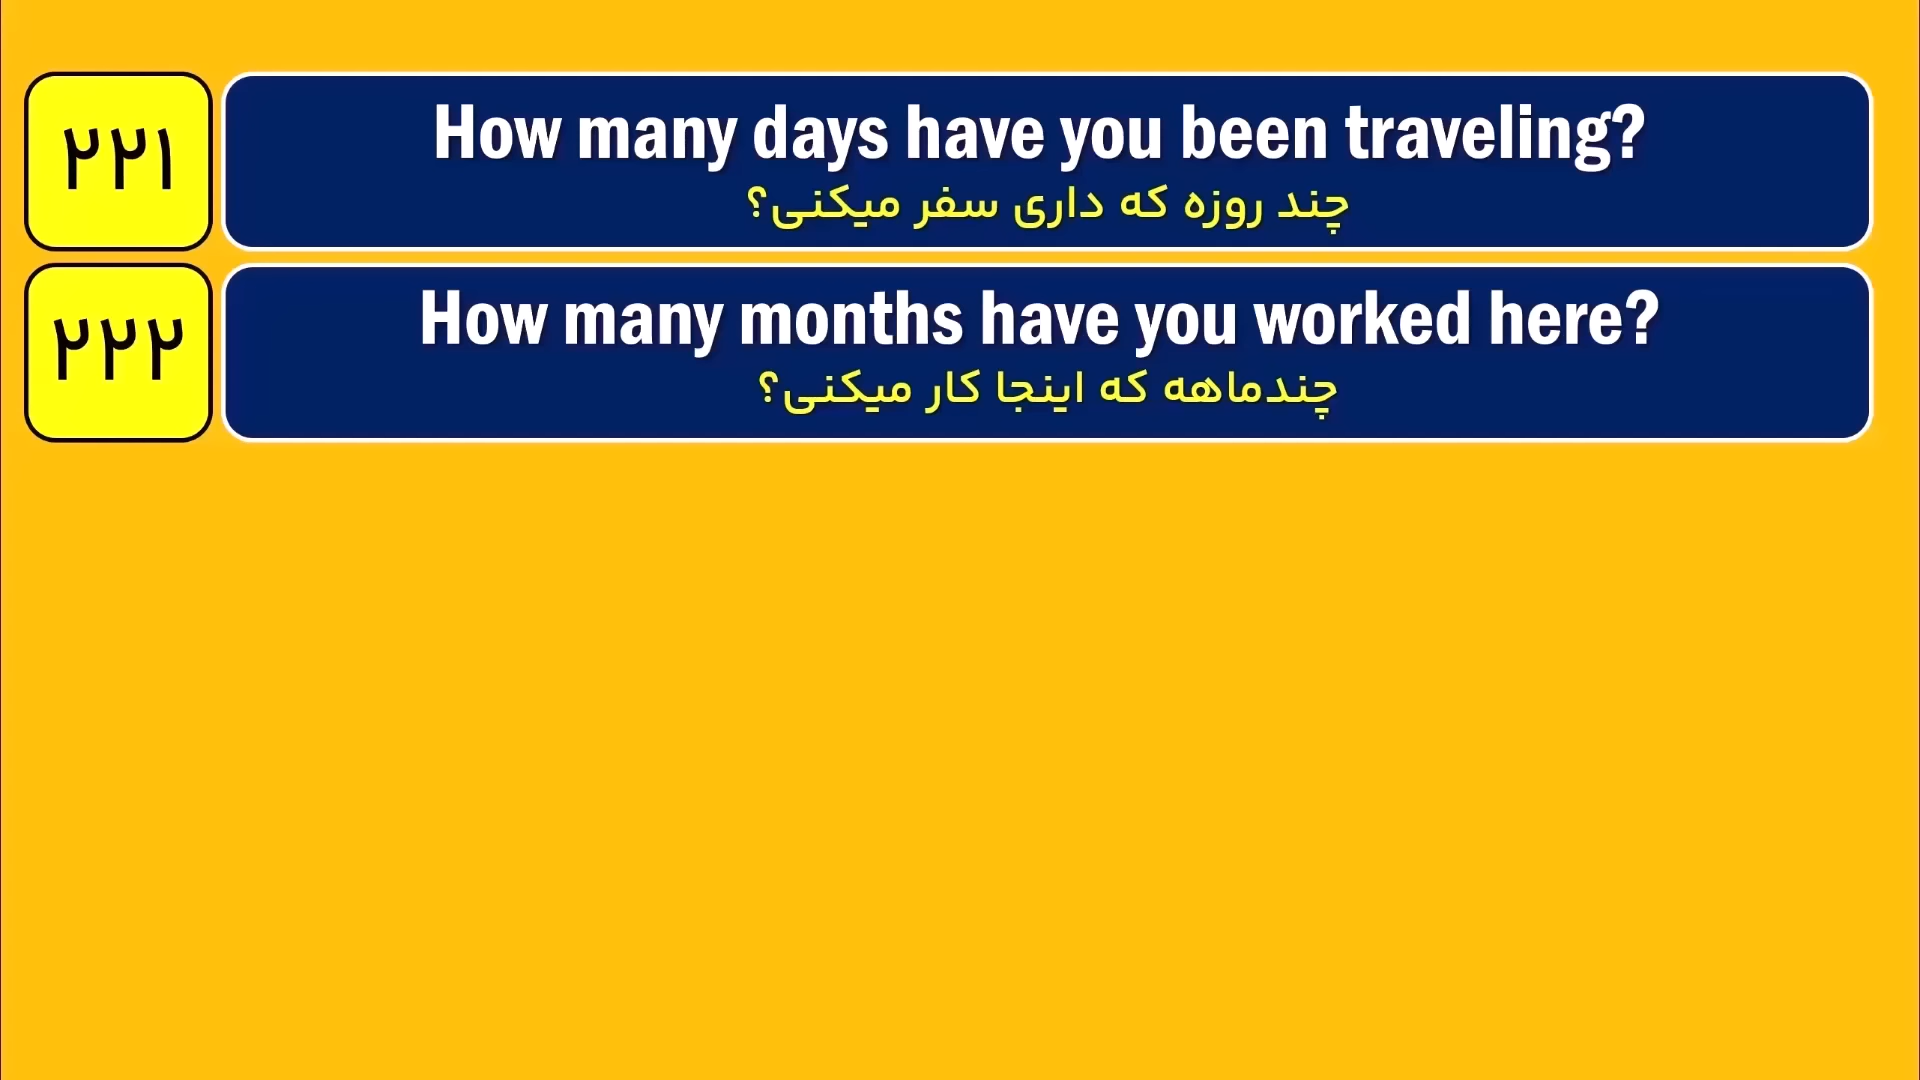 ۲۲۱
How many days have you been traveling?
چند روزه که داری سفر میکنی؟
۲۲۲
How many months have you worked here?
چندماهه که اینجا کار میکنی؟